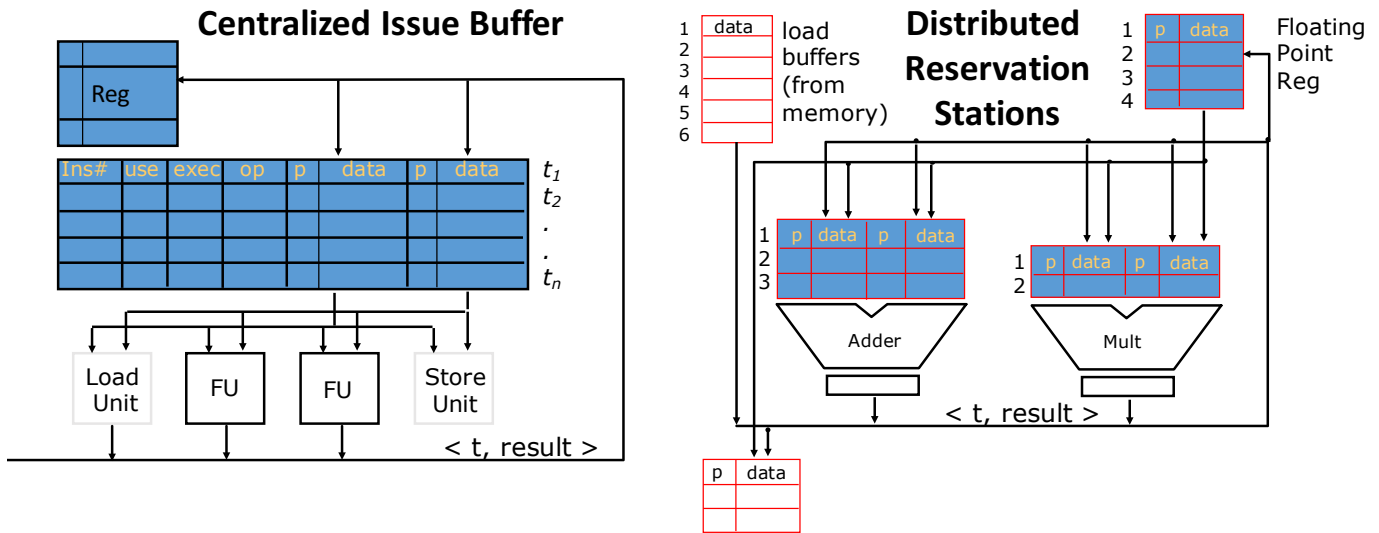 Centralized Issue Buffer
Reg
Ins# use exec op p data p data
t1
t2
.
.
tn
Load
Unit
FU
FU
Store
Unit
< t, result >
1
2
3
4
5
6
data
load
buffers
(from
memory)
Distributed
Reservation
Stations
1
2
3
4
p data
Floating
Point
Reg
1
2
3
p data p data
Adder
1
2
p data p data
Mult
< t, result >
p data